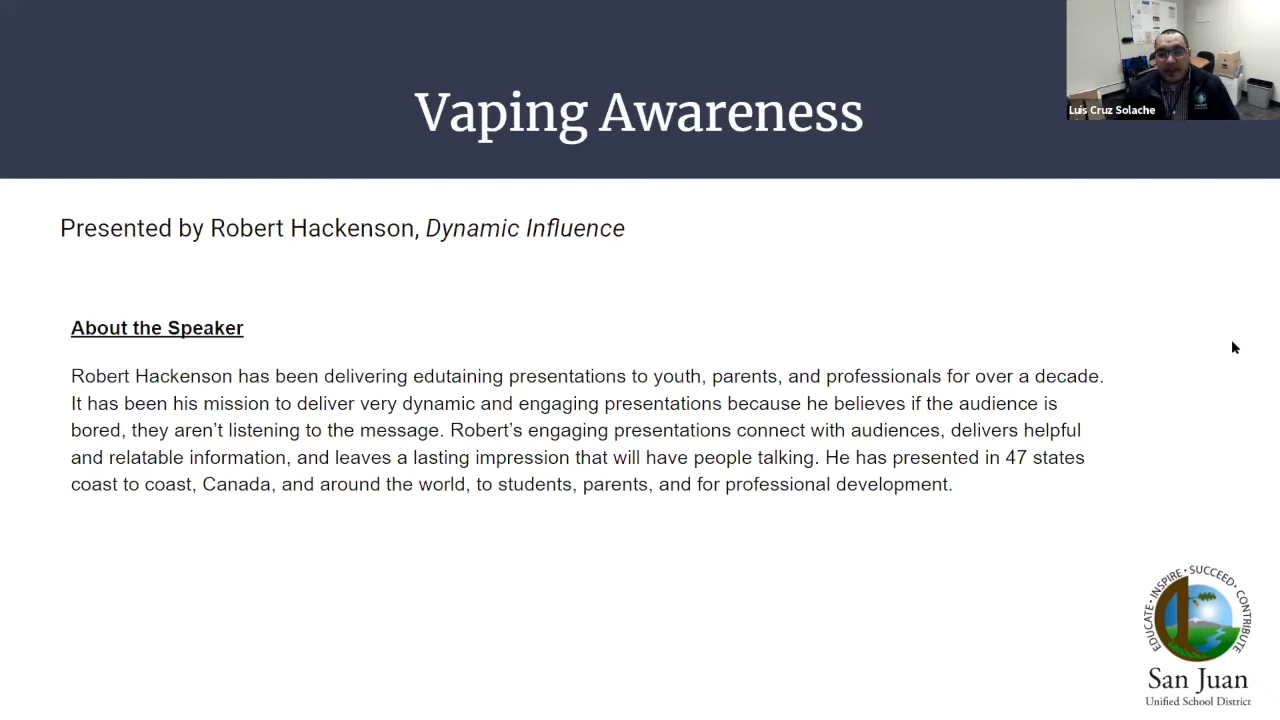 Vaping Awareness
Luis Cruz Solache
Presented by Robert Hackenson, Dynamic Influence
About the Speaker
Robert Hackenson has been delivering edutaining presentations to youth, parents, and professionals for over a decade.
It has been his mission to deliver very dynamic and engaging presentations because he believes if the audience is
bored, they aren’t listening to the message. Robert’s engaging presentations connect with audiences, delivers helpful
and relatable information, and leaves a lasting impression that will have people talking. He has presented in 47 states
coast to coast, Canada, and around the world, to students, parents, and for professional development.
EDUCATE • INSPIRE • SUCCEED • CONTRIBUTE
San Juan
Unified School District